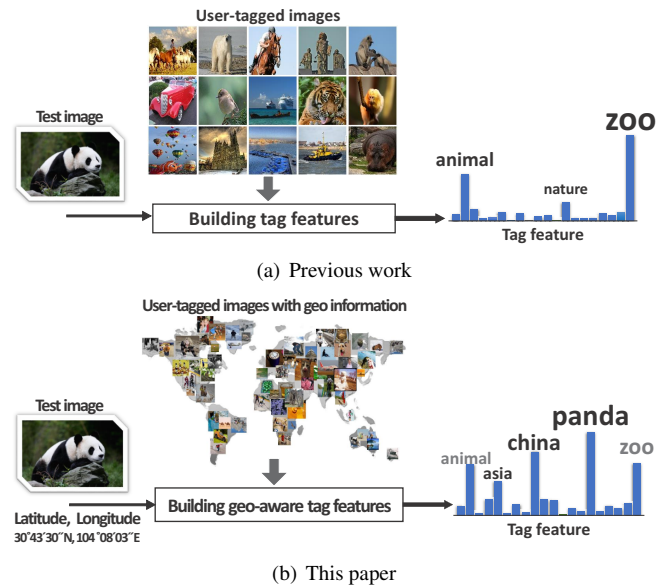 User-tagged images
Test image
Building tag features
animal
nature
zoo
Tag feature
(a) Previous work
User-tagged images with geo information
Test image
Latitude, Longitude
30°43′30″N, 104°08′03″E
Building geo-aware tag features
animal
asia
china
panda
zoo
Tag feature
(b) This paper